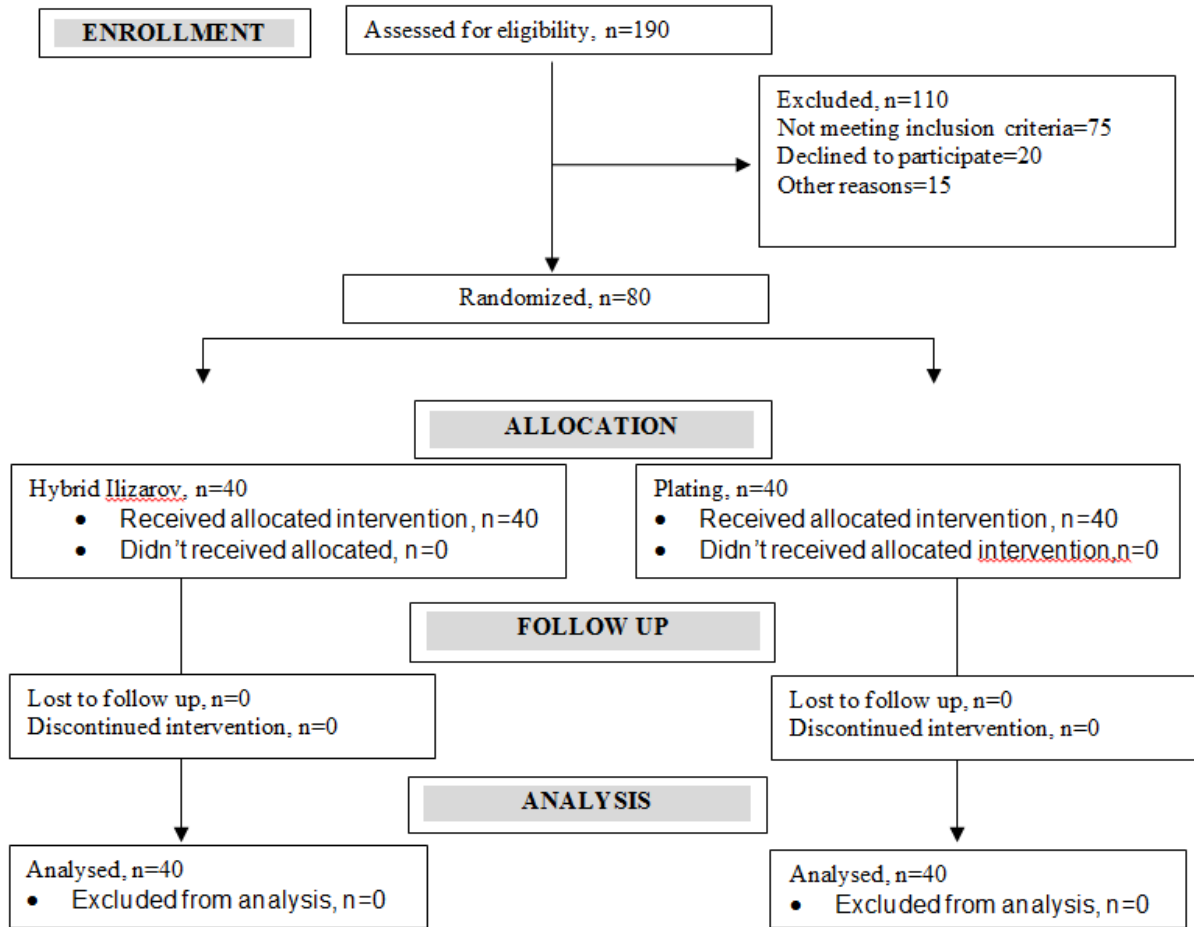 ENROLLMENT
Assessed for eligibility, n=190
Excluded, n=110
Not meeting inclusion criteria=75
Declined to participate=20
Other reasons=15
Randomized, n=80
ALLOCATION
Hybrid Ilizarov, n=40
• Received allocated intervention, n=40
• Didn't received allocated, n=0
Plating, n=40
• Received allocated intervention, n=40
• Didn't received allocated intervention,n=0
FOLLOW UP
Lost to follow up, n=0
Discontinued intervention, n=0
Lost to follow up, n=0
Discontinued intervention, n=0
ANALYSIS
Analysed, n=40
• Excluded from analysis, n=0
Analysed, n=40
• Excluded from analysis, n=0